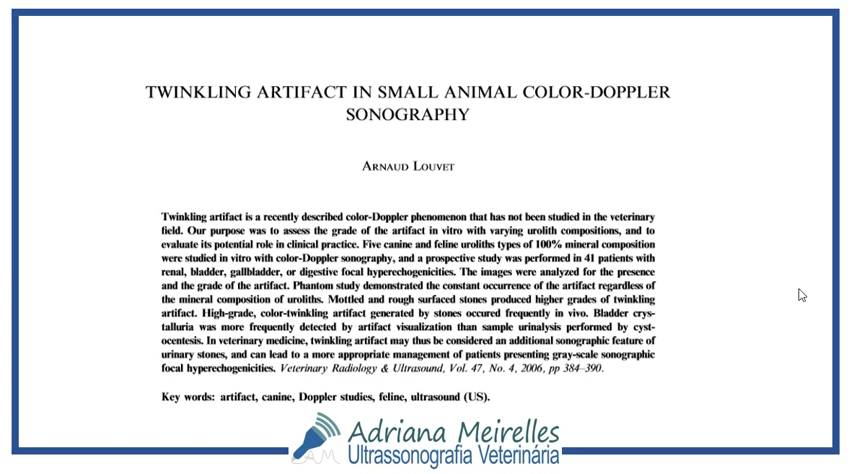 TWINKLING ARTIFACT IN SMALL ANIMAL COLOR-DOPPLER
SONOGRAPHY
ARNAUD LOUVET
Twinkling artifact is a recently described color-Doppler phenomenon that has not been studied in the veterinary
field. Our purpose was to assess the grade of the artifact in vitro with varying urolith compositions, and to
evaluate its potential role in clinical practice. Five canine and feline uroliths types of 100% mineral composition
were studied in vitro with color-Doppler sonography, and a prospective study was performed in 41 patients with
renal, bladder, gallbladder, or digestive focal hyperechogenicities. The images were analyzed for the presence
and the grade of the artifact. Phantom study demonstrated the constant occurrence of the artifact regardless of
the mineral composition of uroliths. Mottled and rough surfaced stones produced higher grades of twinkling
artifact. High-grade, color-twinkling artifact generated by stones occured frequently in vivo. Bladder crys-
talluria was more frequently detected by artifact visualization than sample urinalysis performed by cyst-
ocentesis. In veterinary medicine, twinkling artifact may thus be considered an additional sonographic feature of
urinary stones, and can lead to a more appropriate management of patients presenting gray-scale sonographic
focal hyperechogenicities. Veterinary Radiology & Ultrasound, Vol. 47, No. 4, 2006, pp 384–390.
Key words: artifact, canine, Doppler studies, feline, ultrasound (US).
AM
Adriana Meirelles
Ultrassonografia Veterinária